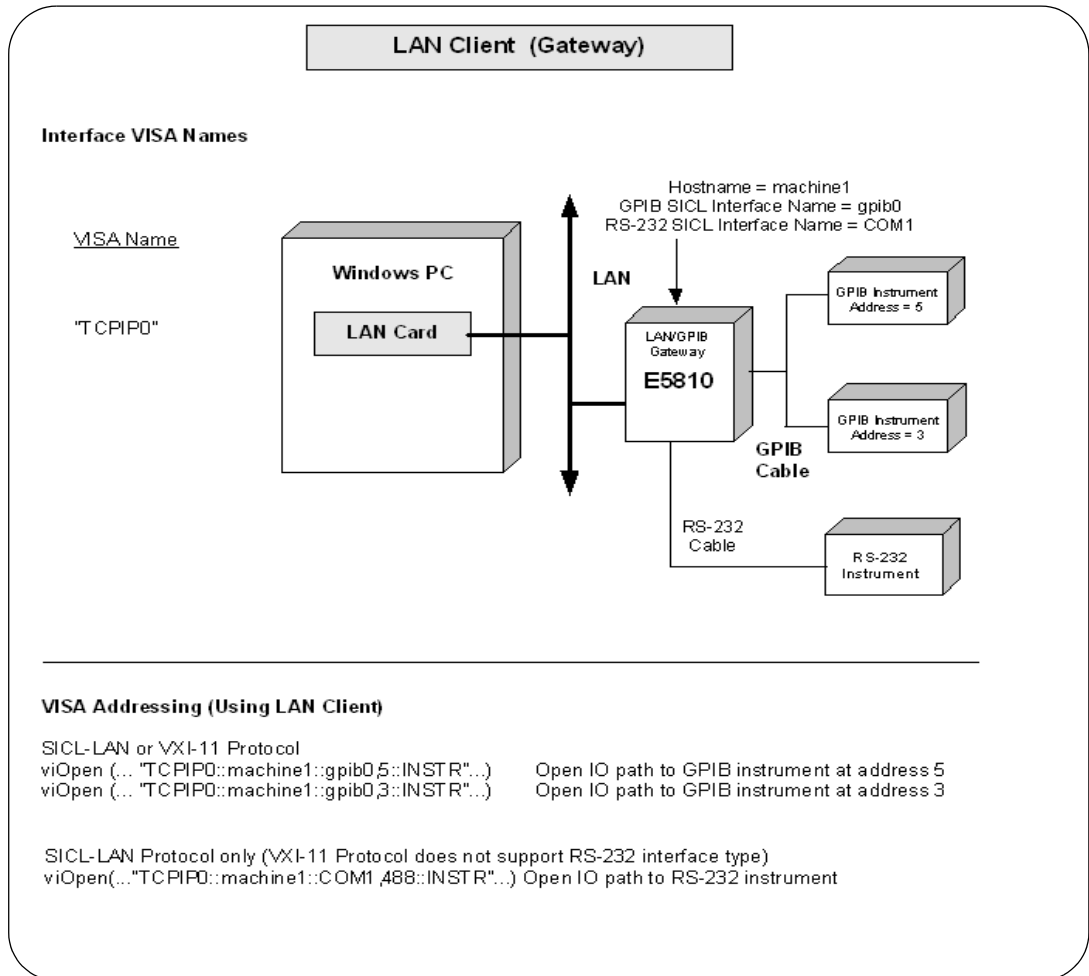 LAN Client (Gateway)
Interface VISA Names
VISA Name
"TCPIP0"
Windows PC
LAN Card
LAN
Hostname = machine1
GPIB SICL Interface Name = gpib0
RS-232 SICL Interface Name = COM1
LAN/GPIB
Gateway
E5810
GPIB Instrument
Address = 5
GPIB Instrument
Address = 3
GPIB
Cable
RS-232
Cable
RS-232
Instrument
VISA Addressing (Using LAN Client)
SICL-LAN or VXI-11 Protocol
viOpen (... "TCPIP0::machine1::gpib0,5::INSTR"...) Open IO path to GPIB instrument at address 5
viOpen (... "TCPIP0::machine1::gpib0,3::INSTR"...) Open IO path to GPIB instrument at address 3
SICL-LAN Protocol only (VXI-11 Protocol does not support RS-232 interface type)
viOpen(..."TCPIP0::machine1::COM1,488::INSTR"...) Open IO path to RS-232 instrument